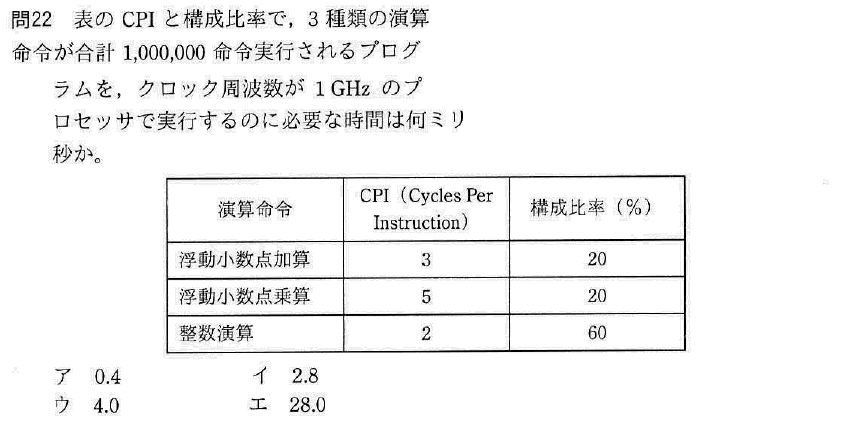 問22 表の CPI と構成比率で，3 種類の演算
命令が合計 1,000,000 命令実行されるプログ
ラムを，クロック周波数が 1 GHz のプ
ロセッサで実行するのに必要な時間は何ミリ
秒か。
演算命令 CPI（Cycles Per Instruction） 構成比率（％）
浮動小数点加算 3 20
浮動小数点乗算 5 20
整数演算 2 60
ア 0.4 イ 2.8
ウ 4.0 エ 28.0